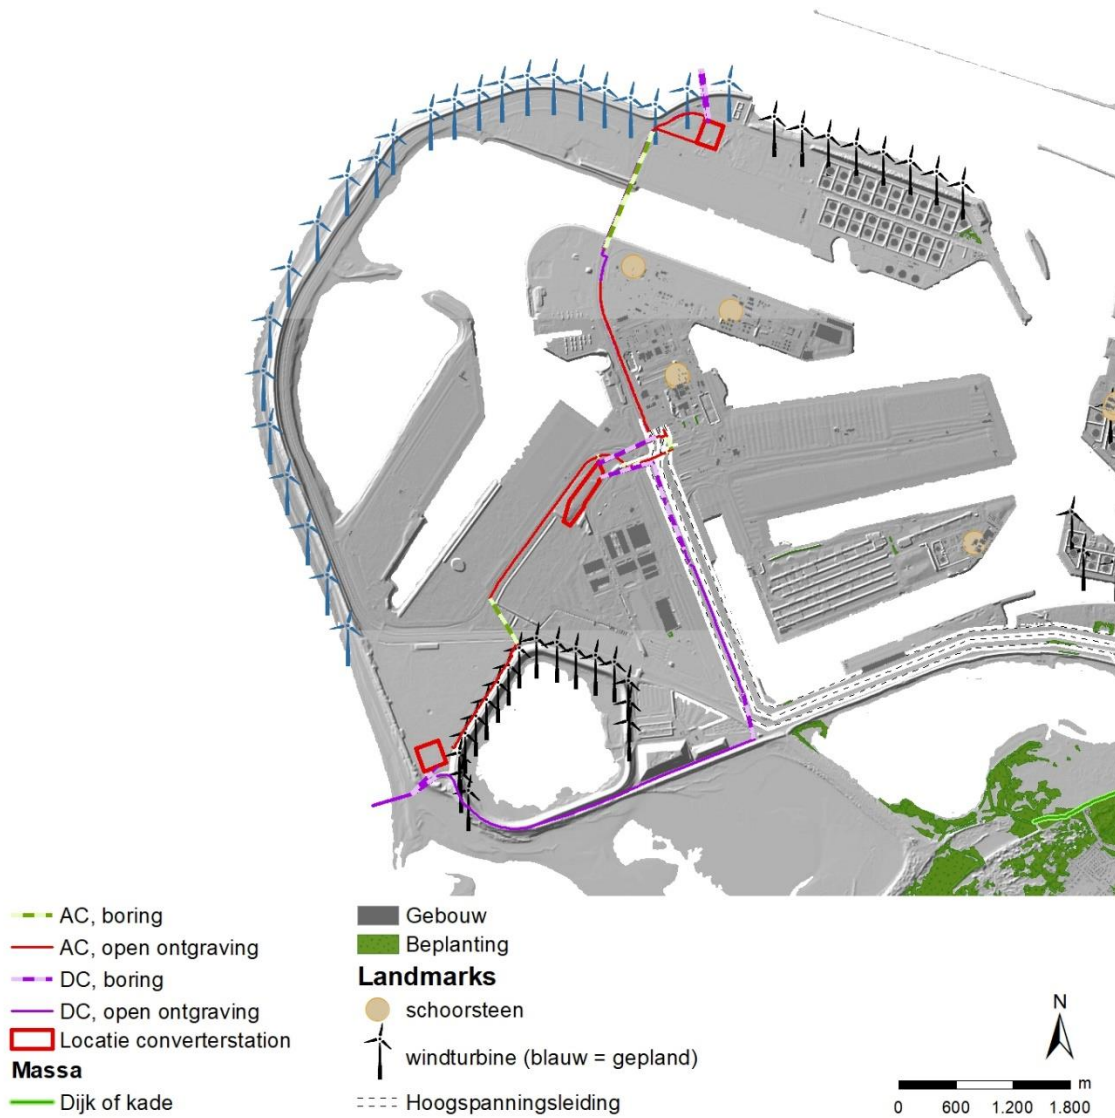 AC, boring
AC, open ontgraving
DC, boring
DC, open ontgraving
Locatie converterstation
Massa
Dijk of kade
Gebouw
Beplanting
Landmarks
schoorsteen
windturbine (blauw = gepland)
Hoogspanningsleiding
N
m
0 600 1.200 1.800